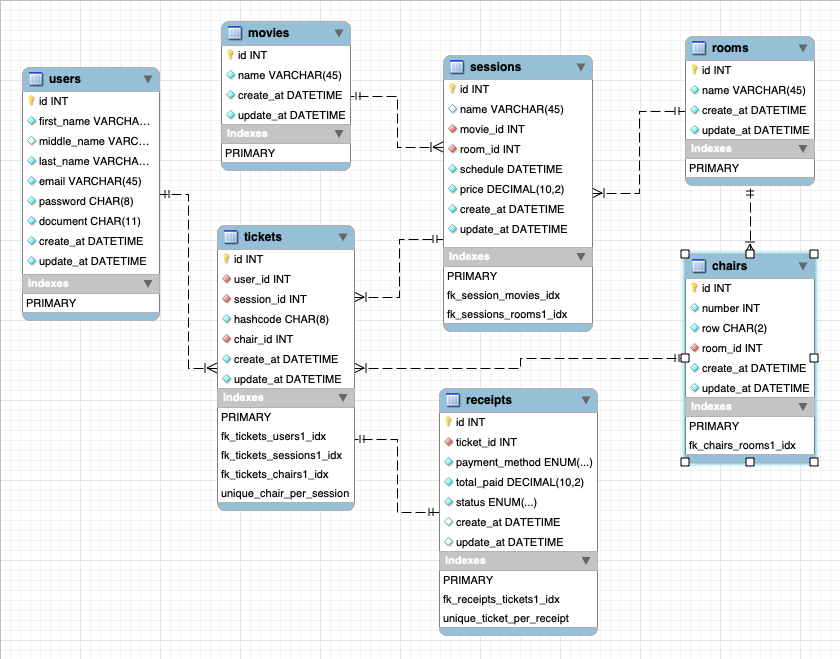 users
id INT
first_name VARCHA...
middle_name VARC...
last_name VARCHA...
email VARCHAR(45)
password CHAR(8)
document CHAR(11)
create_at DATETIME
update_at DATETIME
Indexes
PRIMARY
movies
id INT
name VARCHAR(45)
create_at DATETIME
update_at DATETIME
Indexes
PRIMARY
tickets
id INT
user_id INT
session_id INT
hashcode CHAR(8)
chair_id INT
create_at DATETIME
update_at DATETIME
Indexes
PRIMARY
fk_tickets_users1_idx
fk_tickets_sessions1_idx
fk_tickets_chairs1_idx
unique_chair_per_session
sessions
id INT
name VARCHAR(45)
movie_id INT
room_id INT
schedule DATETIME
price DECIMAL(10,2)
create_at DATETIME
update_at DATETIME
Indexes
PRIMARY
fk_session_movies_idx
fk_sessions_rooms1_idx
receipts
id INT
ticket_id INT
payment_method ENUM(...)
total_paid DECIMAL(10,2)
status ENUM(...)
create_at DATETIME
update_at DATETIME
Indexes
PRIMARY
fk_receipts_tickets1_idx
unique_ticket_per_receipt
rooms
id INT
name VARCHAR(45)
create_at DATETIME
update_at DATETIME
Indexes
PRIMARY
chairs
id INT
number INT
row CHAR(2)
room_id INT
create_at DATETIME
update_at DATETIME
Indexes
PRIMARY
fk_chairs_rooms1_idx